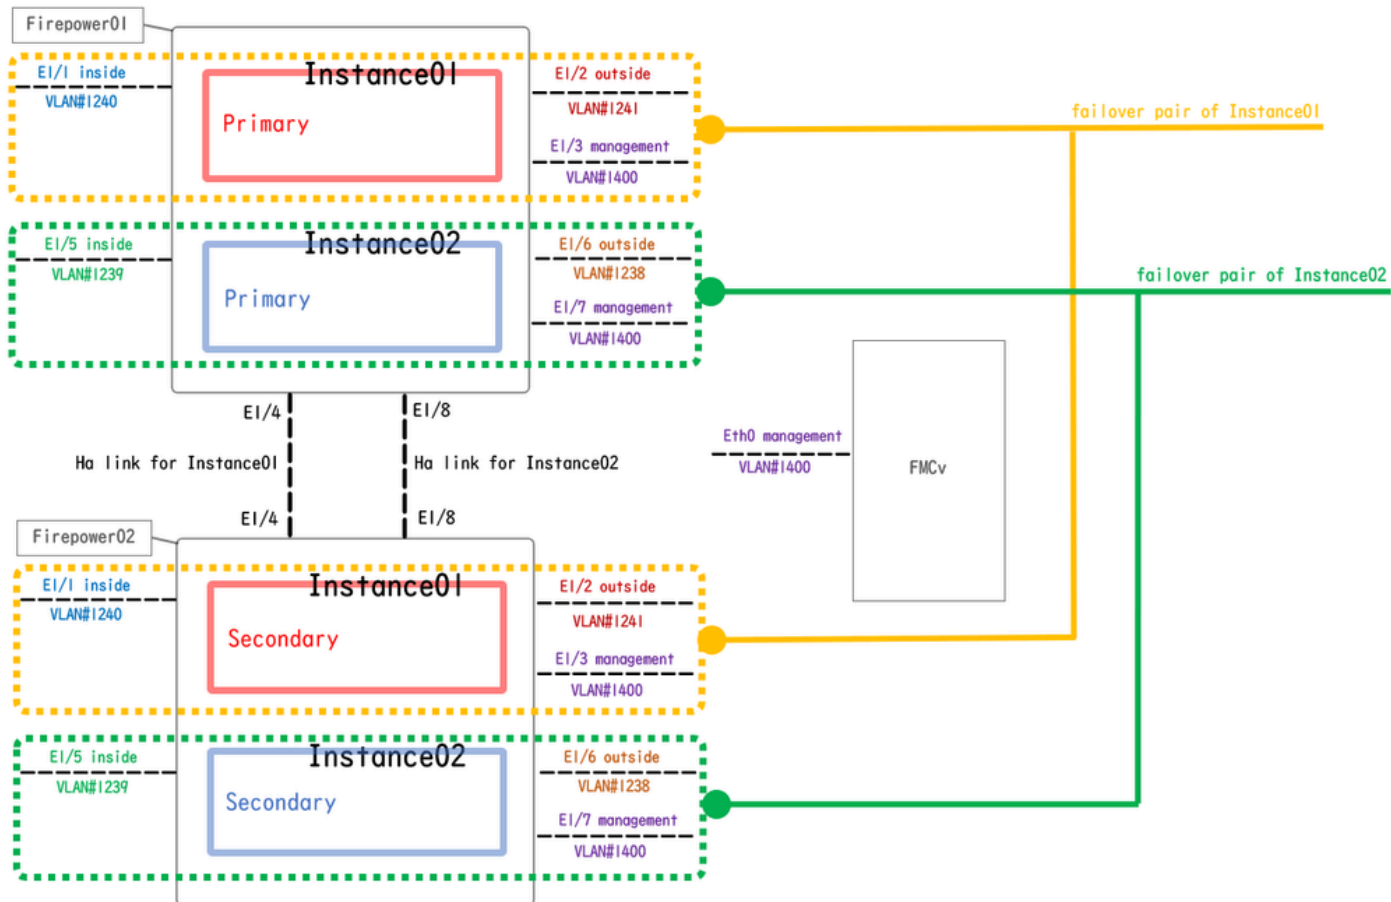 Firepower01
Instance01
E1/1 inside
VLAN#1240
Primary
E1/2 outside
VLAN#1241
E1/3 management
VLAN#1400
failover pair of Instance01
Instance02
E1/5 inside
VLAN#1239
Primary
E1/6 outside
VLAN#1238
E1/7 management
VLAN#1400
failover pair of Instance02
E1/4
E1/8
Ha link for Instance01
Ha link for Instance02
E1/4
E1/8
Eth0 management
VLAN#1400
FMCv
Firepower02
Instance01
E1/1 inside
VLAN#1240
Secondary
E1/2 outside
VLAN#1241
E1/3 management
VLAN#1400
Instance02
E1/5 inside
VLAN#1239
Secondary
E1/6 outside
VLAN#1238
E1/7 management
VLAN#1400